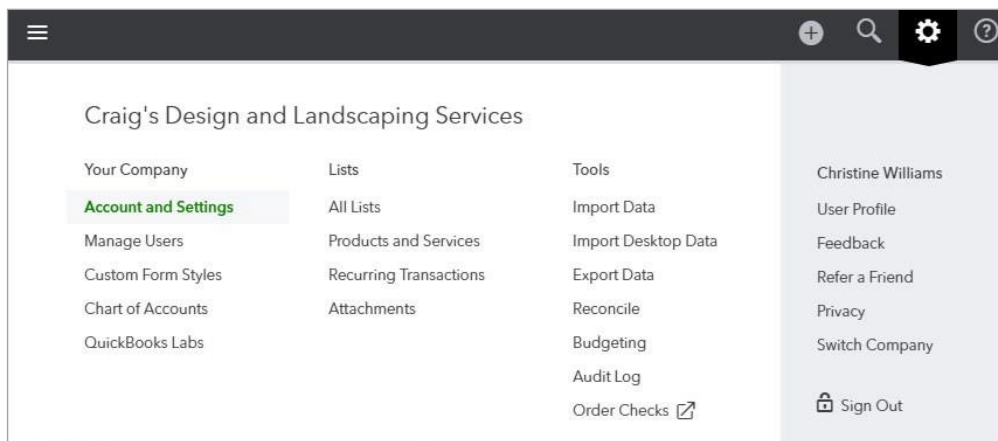 Craig's Design and Landscaping Services
Your Company
Account and Settings
Manage Users
Custom Form Styles
Chart of Accounts
QuickBooks Labs
Lists
All Lists
Products and Services
Recurring Transactions
Attachments
Tools
Import Data
Import Desktop Data
Export Data
Reconcile
Budgeting
Audit Log
Order Checks
Christine Williams
User Profile
Feedback
Refer a Friend
Privacy
Switch Company
Sign Out